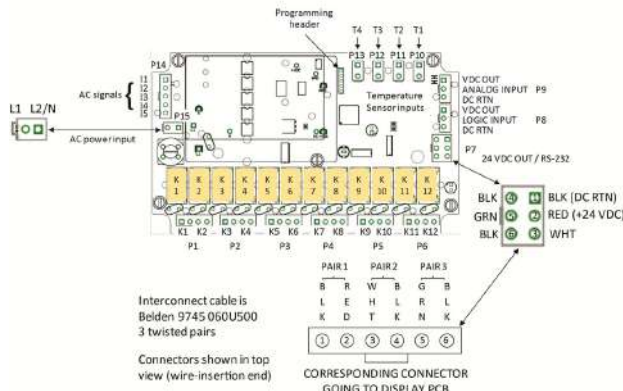 Programming
header
T4 T3 T2 T1
P13 P12 P11 P10
P14
I1
I2
I3
I4
I5
AC signals
P15
L1 L2/N
AC power input
Temperature
Sensor inputs
VDC OUT
ANALOG INPUT P9
DC RTN
VDC OUT
LOGIC INPUT P8
DC RTN
P7
24 VDC OUT / RS-232
K K K K K K K K K K K K
1 2 3 4 5 6 7 8 9 10 11 12
K1 K2 K3 K4 K5 K6 K7 K8 K9 K10 K11 K12
P1 P2 P3 P4 P5 P6
BLK 4 1 BLK (DC RTN)
GRN 5 2 RED (+24 VDC)
BLK 6 3 WHT
PAIR 1 PAIR 2 PAIR 3
B R W B G B
L E H L R L
K D T K N K
1 2 3 4 5 6
Interconnect cable is
Belden 9745 060U500
3 twisted pairs
Connectors shown in top
view (wire-insertion end)
CORRESPONDING CONNECTOR
GOING TO DISPLAY PCB